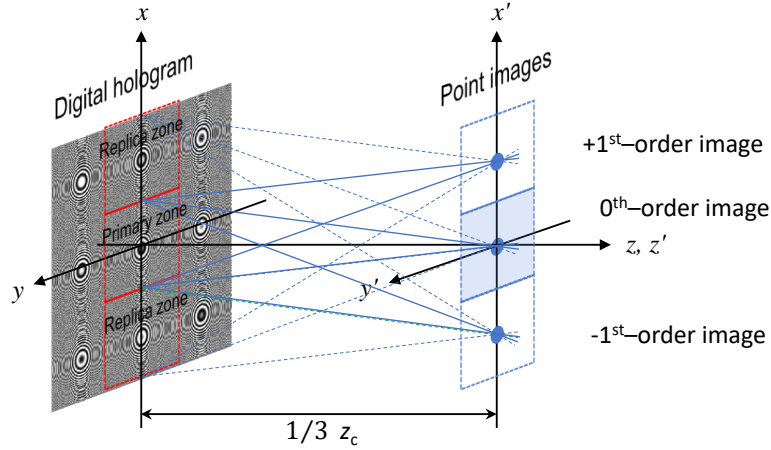 x
x′
Digital hologram
Point images
Replica zone
+1st–order image
Primary zone
0th–order image
z, z′
y
y′
Replica zone
-1st–order image
1/3 zc